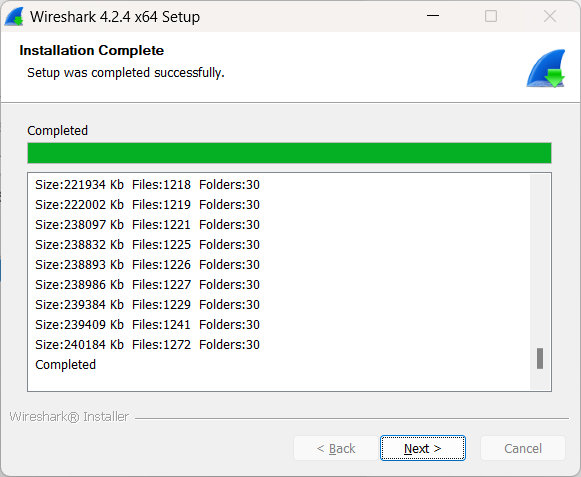 Wireshark 4.2.4 x64 Setup
Installation Complete
Setup was completed successfully.
Completed
Size:221934 Kb  Files:1218  Folders:30
Size:222002 Kb  Files:1219  Folders:30
Size:238097 Kb  Files:1221  Folders:30
Size:238832 Kb  Files:1225  Folders:30
Size:238893 Kb  Files:1226  Folders:30
Size:238986 Kb  Files:1227  Folders:30
Size:239384 Kb  Files:1229  Folders:30
Size:239409 Kb  Files:1241  Folders:30
Size:240184 Kb  Files:1272  Folders:30
Completed
Wireshark® Installer
< Back  Next >  Cancel